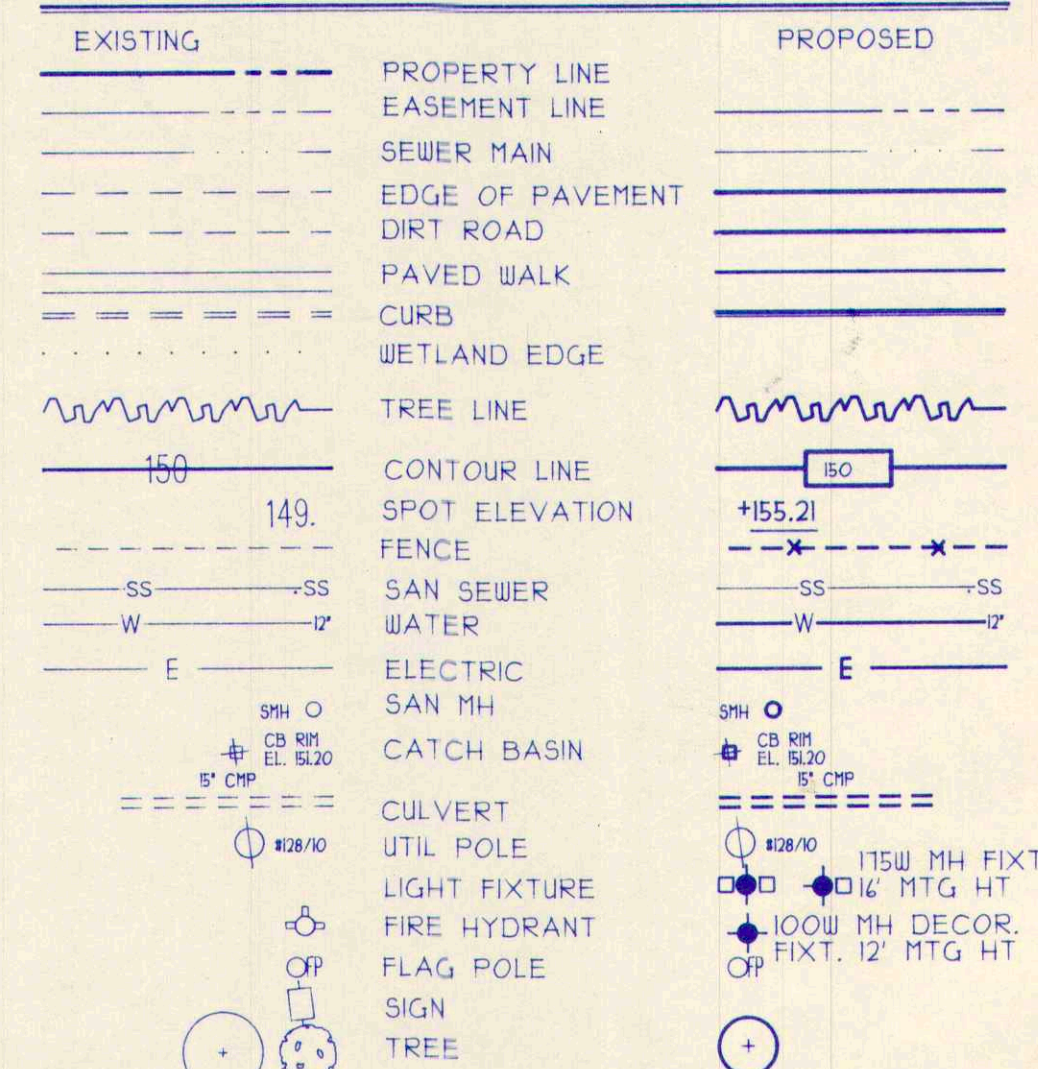 EXISTING PROPOSED
PROPERTY LINE
EASEMENT LINE
SEWER MAIN
EDGE OF PAVEMENT
DIRT ROAD
PAVED WALK
CURB
WETLAND EDGE
TREE LINE
150 CONTOUR LINE 150
149. SPOT ELEVATION +155.21
FENCE
SS .SS SAN SEWER SS .SS
W 12" WATER W 12"
E ELECTRIC E
SMH SAN MH SMH
CB RIM CATCH BASIN CB RIM
EL. 151.20 EL. 151.20
15" CMP 15" CMP
CULVERT
#128/10 UTIL POLE #128/10
175W MH FIXT
LIGHT FIXTURE 16' MTG HT
FIRE HYDRANT 100W MH DECOR.
FIXT. 12' MTG HT
FP FLAG POLE FP
SIGN
TREE